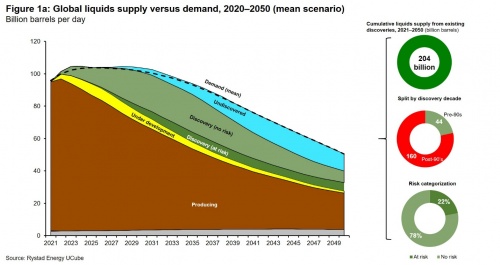 Figure 1a: Global liquids supply versus demand, 2020–2050 (mean scenario)
Billion barrels per day
Cumulative liquids supply from existing
discoveries, 2021–2050 (billion barrels)
204
billion
Split by discovery decade
Pre-90s
44
160
Post-90's
Risk categorization
22%
78%
At risk
No risk
120
100
80
60
40
20
0
Demand (mean)
Undiscovered
Discovery (no risk)
Discovery (at risk)
Under development
Producing
2021
2023
2025
2027
2029
2031
2033
2035
2037
2039
2041
2043
2045
2047
2049
Source: Rystad Energy UCube